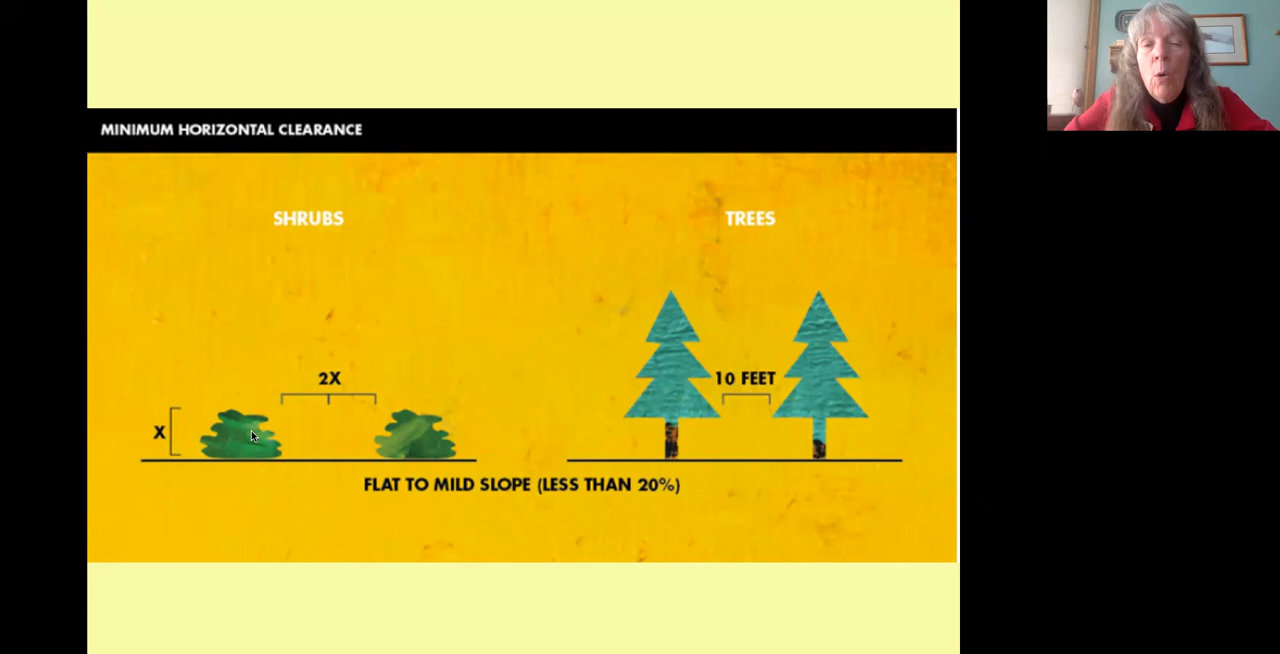 MINIMUM HORIZONTAL CLEARANCE
SHRUBS
TREES
2X
10 FEET
X
FLAT TO MILD SLOPE (LESS THAN 20%)